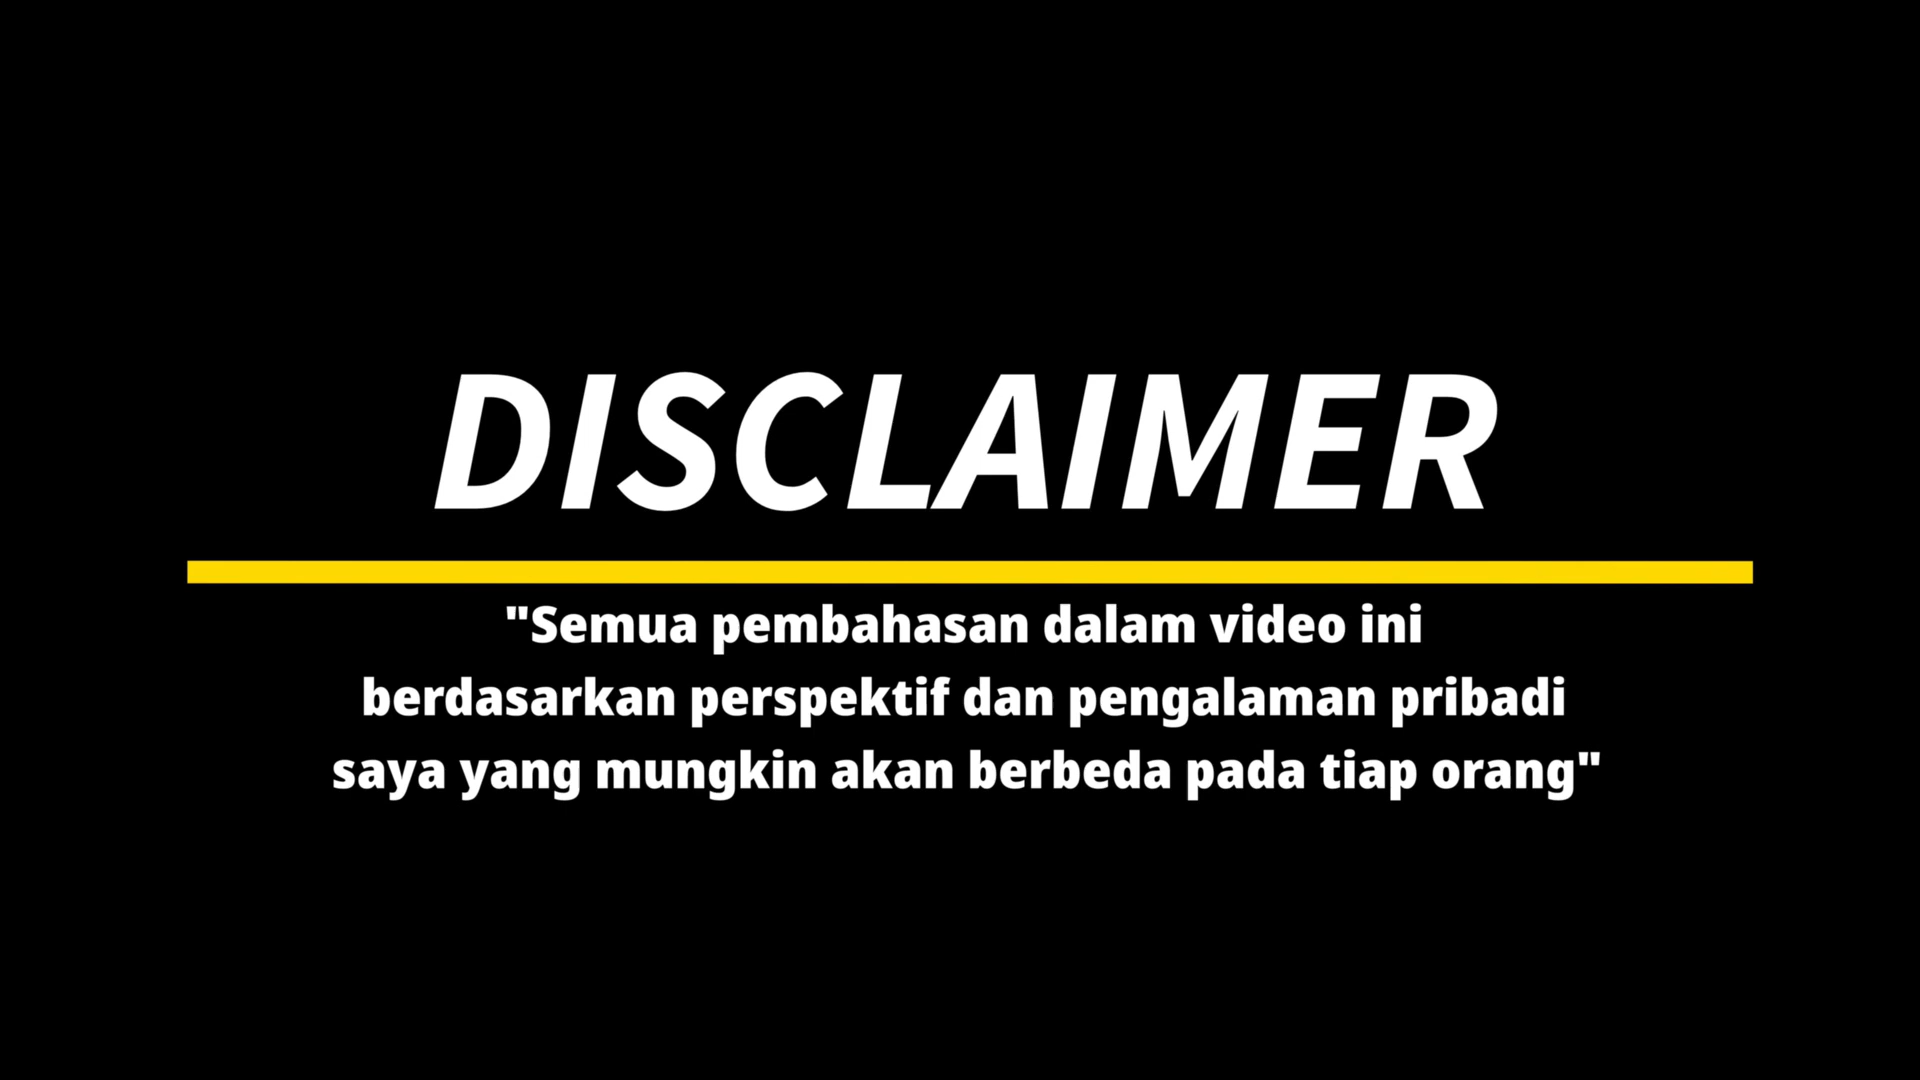 DISCLAIMER
"Semua pembahasan dalam video ini
berdasarkan perspektif dan pengalaman pribadi
saya yang mungkin akan berbeda pada tiap orang"